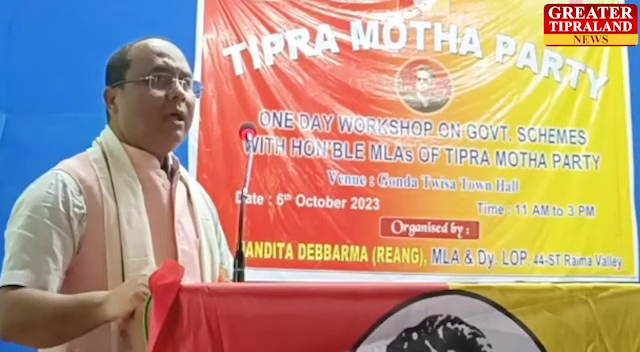 GREATER
TIPRALAND
NEWS
TIPRA MOTHA PARTY
ONE DAY WORKSHOP ON GOVT. SCHEMES
WITH HON'BLE MLAs OF TIPRA MOTHA PARTY
Venue : Gonda Twisa Town Hall
Date : 6th October 2023 Time : 11 AM to 3 PM
Organised by :
ANDITA DEBBARMA (REANG), MLA & Dy. LOP. 44-ST Raima Valley